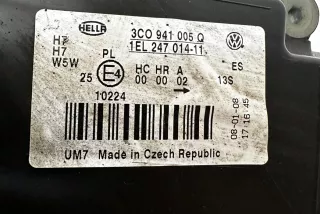 HELLA
3C0 941 005 Q
1EL 247 014-11
H7
H7
W5W
PL
25 E4 HC HR A ES
00 00 02 13S
10224
08-01-08
17:16:45
UM7 Made in Czech Republic